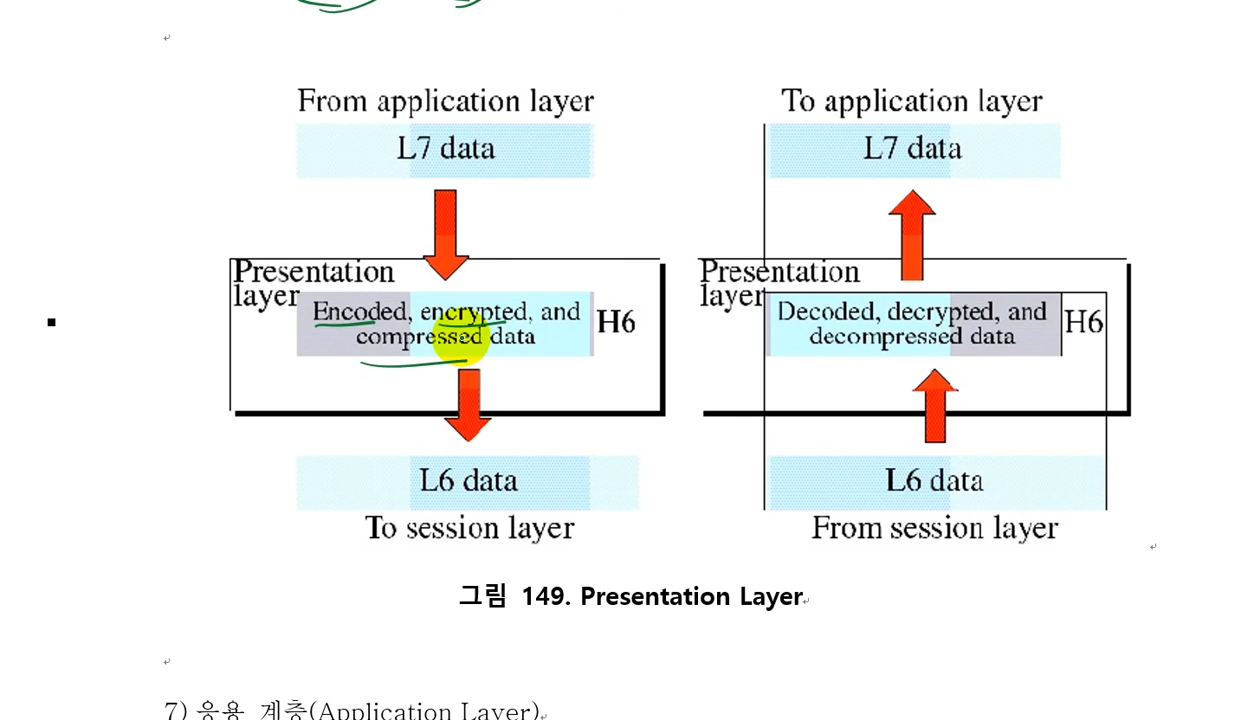 From application layer
L7 data
Presentation
layer
Encoded, encrypted, and
compressed data
H6
L6 data
To session layer
To application layer
L7 data
Presentation
layer
Decoded, decrypted, and
decompressed data
H6
L6 data
From session layer
그림 149. Presentation Layer
7) 응용 계층(Application Layer)